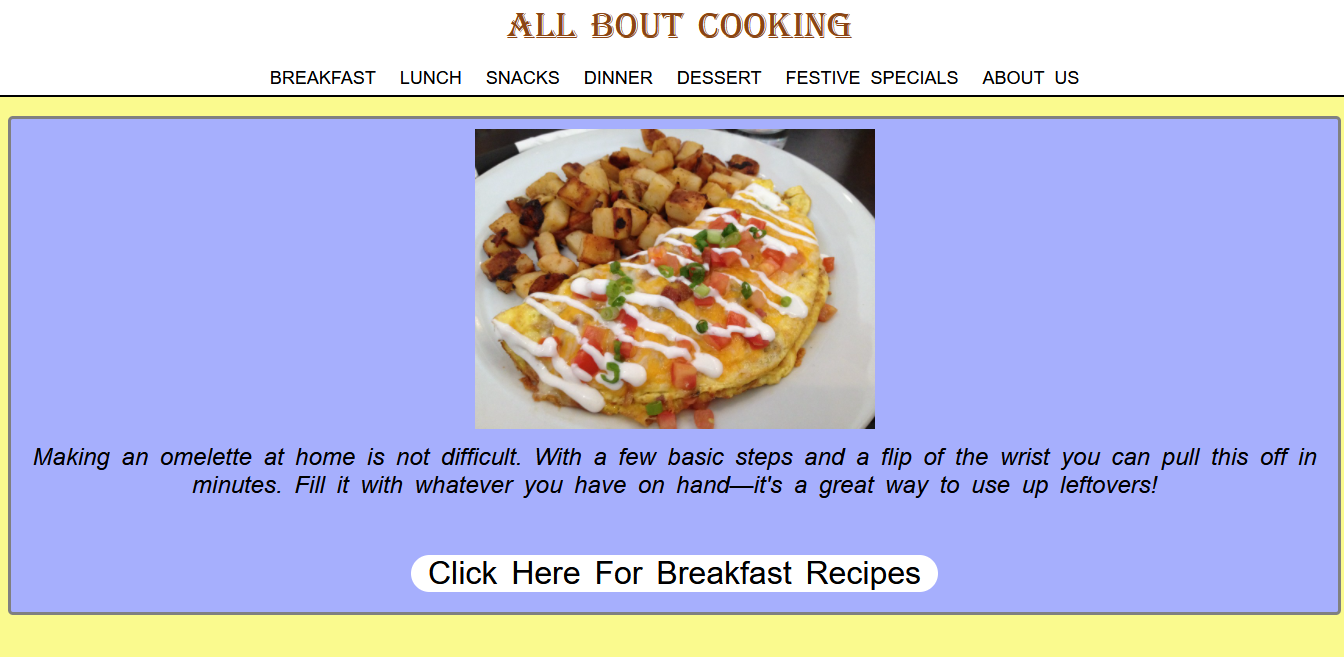 ALL BOUT COOKING
BREAKFAST LUNCH SNACKS DINNER DESSERT FESTIVE SPECIALS ABOUT US
Making an omelette at home is not difficult. With a few basic steps and a flip of the wrist you can pull this off in
minutes. Fill it with whatever you have on hand—it's a great way to use up leftovers!
Click Here For Breakfast Recipes